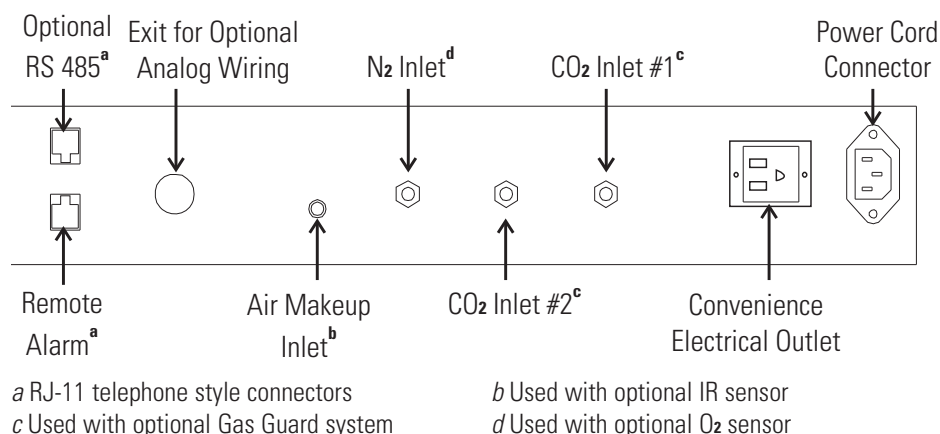 Optional
RS 485a
Exit for Optional
Analog Wiring
N2 Inletd
CO2 Inlet #1c
Power Cord
Connector
Remote
Alarma
Air Makeup
Inletb
CO2 Inlet #2c
Convenience
Electrical Outlet
a RJ-11 telephone style connectors
b Used with optional IR sensor
c Used with optional Gas Guard system
d Used with optional O2 sensor